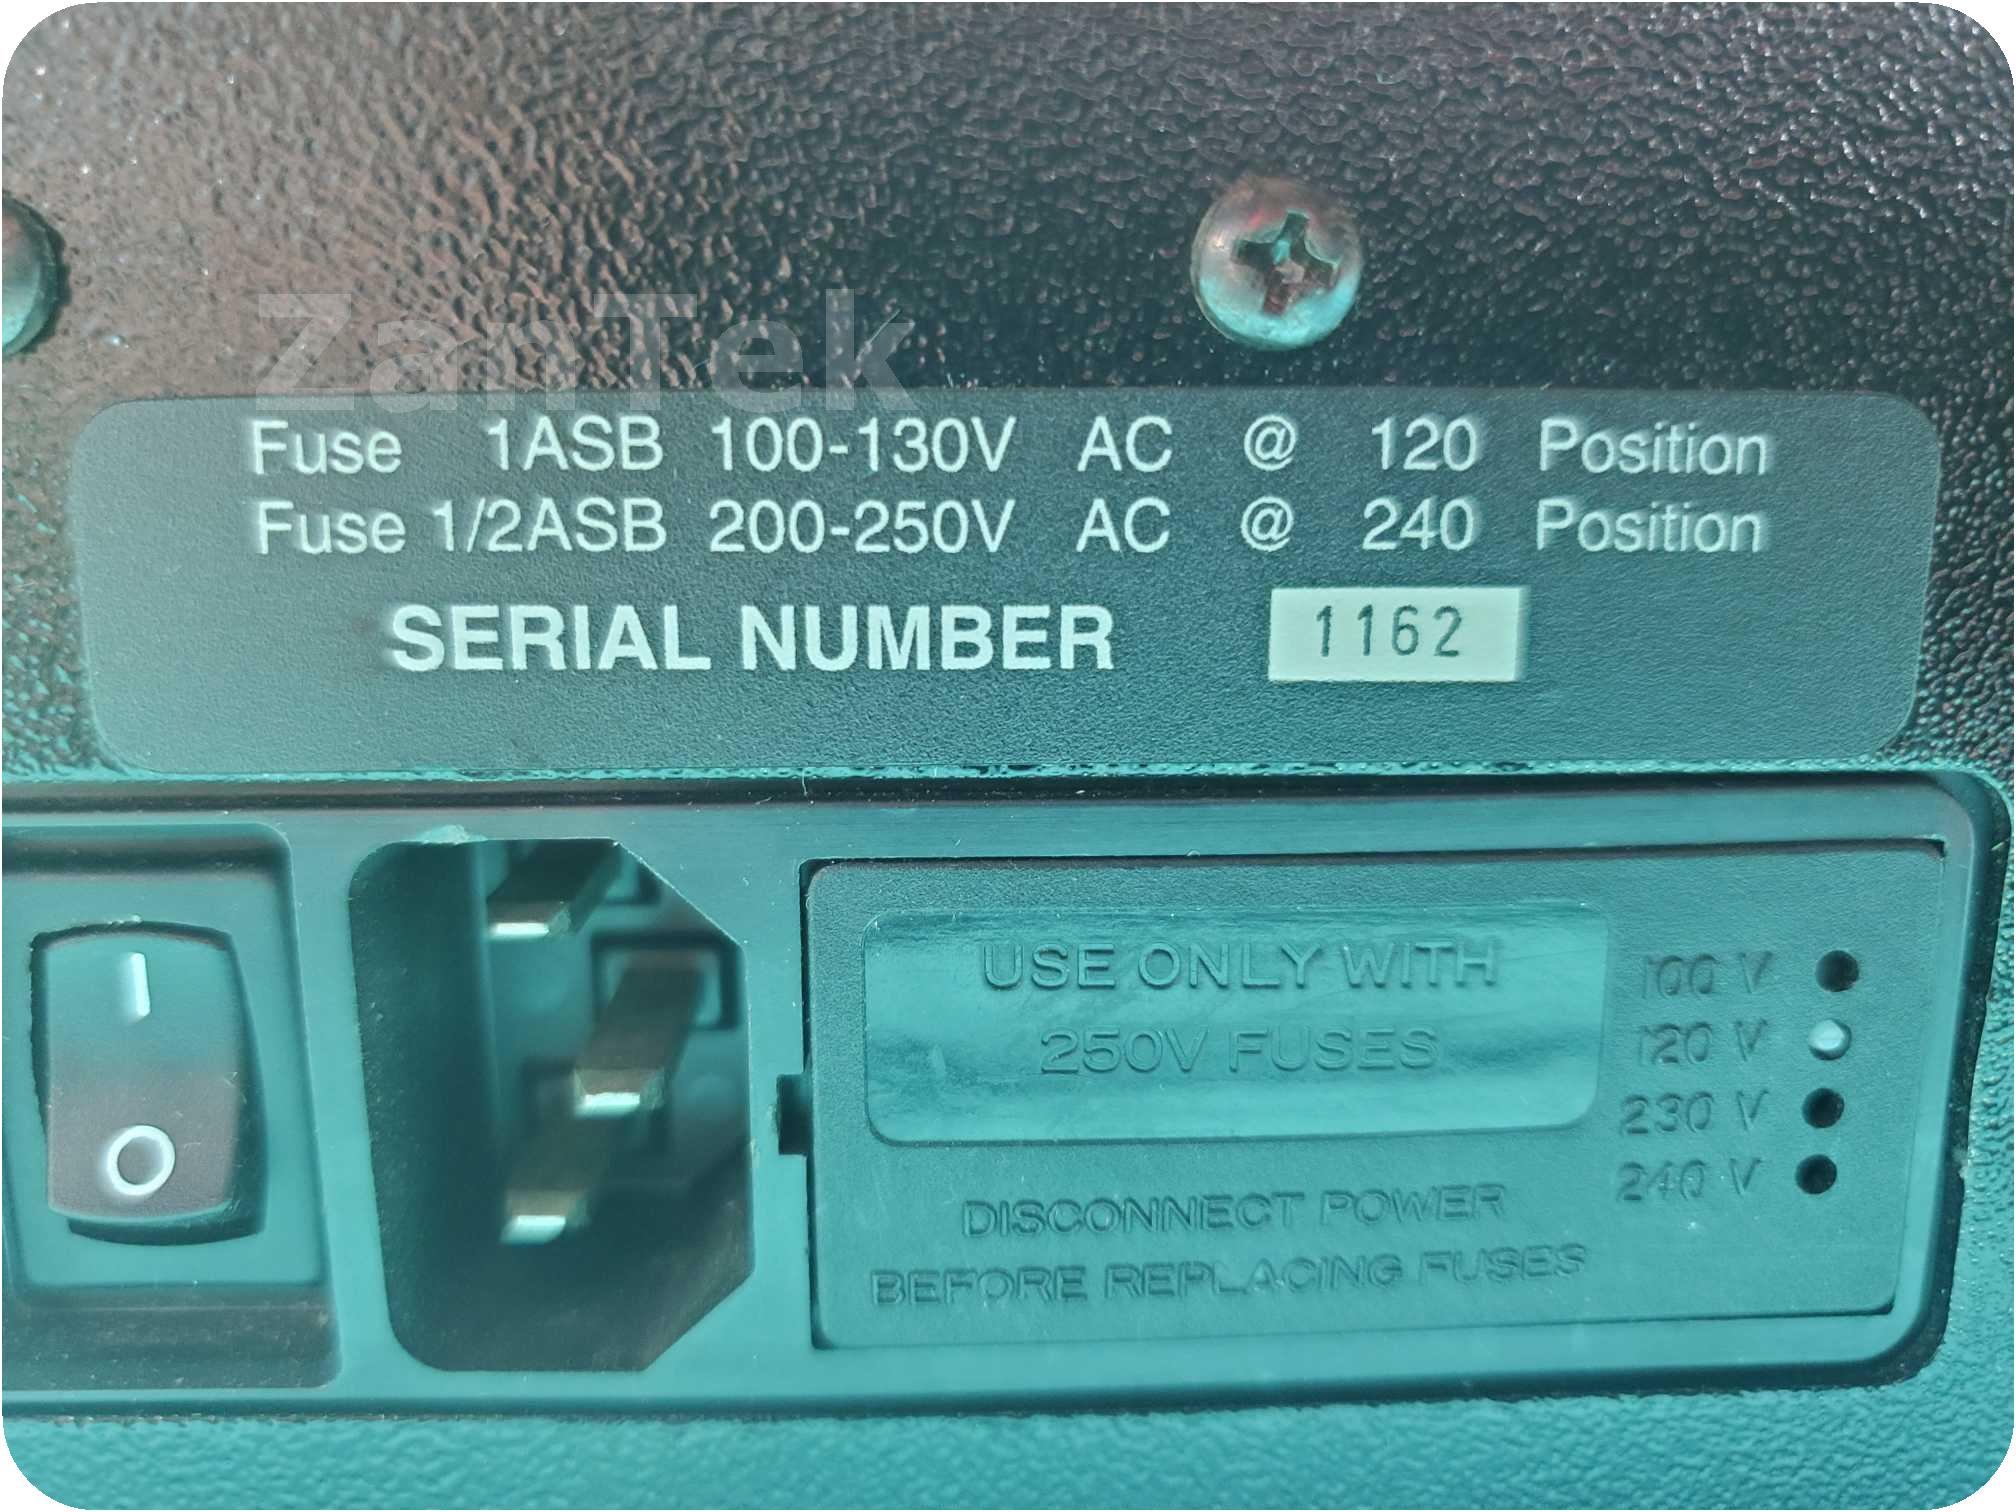 ZanTek
Fuse 1ASB 100-130V AC @ 120 Position
Fuse 1/2ASB 200-250V AC @ 240 Position
SERIAL NUMBER 1162
USE ONLY WITH
250V FUSES
100 V
120 V
230 V
240 V
DISCONNECT POWER
BEFORE REPLACING FUSES